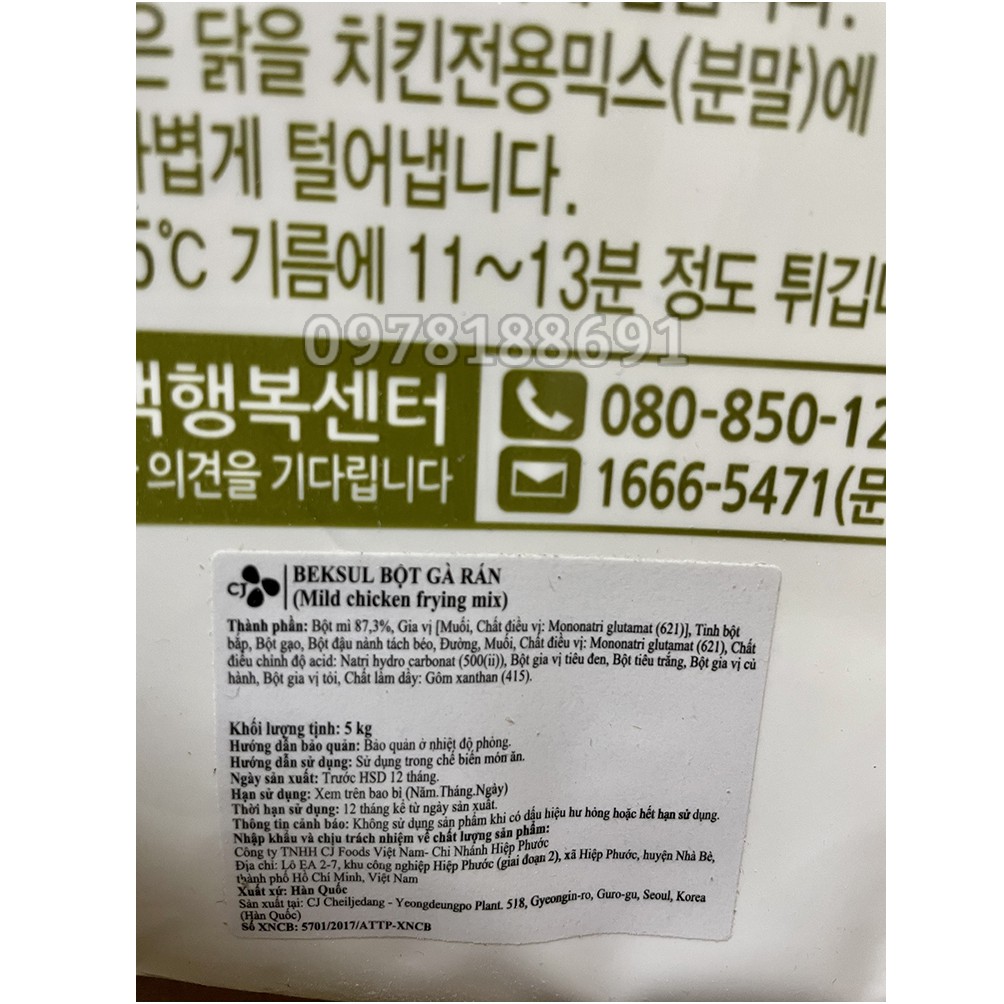 은 닭을 치킨전용믹스(분말)에
볍게 털어냅니다.
5℃ 기름에 11~13분 정도 튀깁
0978188691
행복센터
080-850-12
의견을 기다립니다
1666-5471(문
CJ
BEKSUL BỘT GÀ RÁN
(Mild chicken frying mix)
Thành phần: Bột mì 87,3%, Gia vị [Muối, Chất điều vị: Mononatri glutamat (621)], Tinh bột
bắp, Bột gạo, Bột đậu nành tách béo, Đường, Muối, Chất điều vị: Mononatri glutamat (621), Chất
điều chỉnh độ acid: Natri hydro carbonat (500(ii)), Bột gia vị tiêu đen, Bột tiêu trắng, Bột gia vị củ
hành, Bột gia vị tỏi, Chất làm dầy: Gôm xanthan (415).
Khối lượng tịnh: 5 kg
Hướng dẫn bảo quản: Bảo quản ở nhiệt độ phòng.
Hướng dẫn sử dụng: Sử dụng trong chế biến món ăn.
Ngày sản xuất: Trước HSD 12 tháng.
Hạn sử dụng: Xem trên bao bì (Năm.Tháng.Ngày)
Thời hạn sử dụng: 12 tháng kể từ ngày sản xuất.
Thông tin cảnh báo: Không sử dụng sản phẩm khi có dấu hiệu hư hỏng hoặc hết hạn sử dụng.
Nhập khẩu và chịu trách nhiệm về chất lượng sản phẩm:
Công ty TNHH CJ Foods Việt Nam- Chi Nhánh Hiệp Phước
Địa chỉ: Lô EA 2-7, khu công nghiệp Hiệp Phước (giai đoạn 2), xã Hiệp Phước, huyện Nhà Bè,
thành phố Hồ Chí Minh, Việt Nam
Xuất xứ: Hàn Quốc
Sản xuất tại: CJ Cheiljedang - Yeongdeungpo Plant. 518, Gyeongin-ro, Guro-gu, Seoul, Korea
(Hàn Quốc)
Số XNCB: 5701/2017/ATTP-XNCB